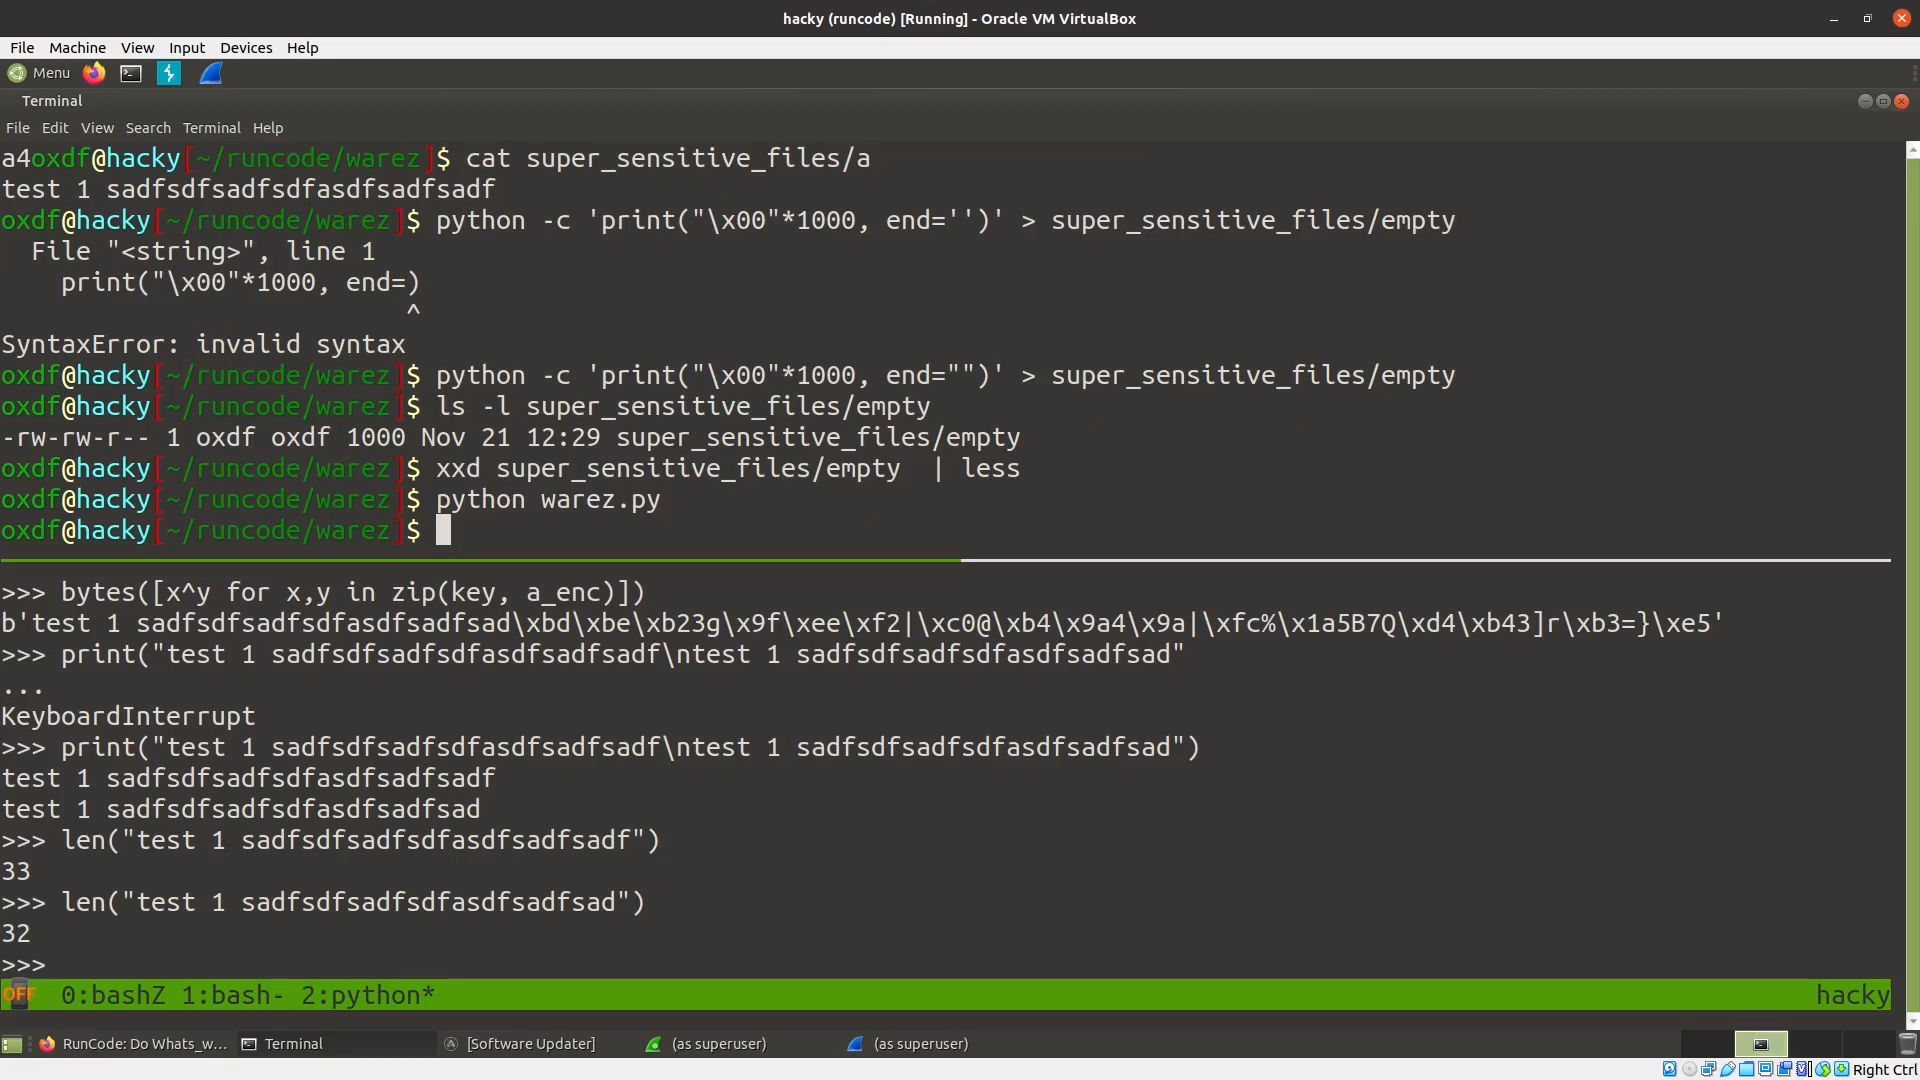 hacky (runcode) [Running] - Oracle VM VirtualBox
File Machine View Input Devices Help
Menu
Terminal
File Edit View Search Terminal Help
a4oxdf@hacky[~/runcode/warez]$ cat super_sensitive_files/a
test 1 sadfsdfsadfsdfasdfsadfsadf
oxdf@hacky[~/runcode/warez]$ python -c 'print("\x00"*1000, end='')' > super_sensitive_files/empty
  File "<string>", line 1
    print("\x00"*1000, end=)
                           ^
SyntaxError: invalid syntax
oxdf@hacky[~/runcode/warez]$ python -c 'print("\x00"*1000, end="")' > super_sensitive_files/empty
oxdf@hacky[~/runcode/warez]$ ls -l super_sensitive_files/empty
-rw-rw-r-- 1 oxdf oxdf 1000 Nov 21 12:29 super_sensitive_files/empty
oxdf@hacky[~/runcode/warez]$ xxd super_sensitive_files/empty  | less
oxdf@hacky[~/runcode/warez]$ python warez.py
oxdf@hacky[~/runcode/warez]$
>>> bytes([x^y for x,y in zip(key, a_enc)])
b'test 1 sadfsdfsadfsdfasdfsadfsad\xbd\xbe\xb23g\x9f\xee\xf2|\xc0@\xb4\x9a4\x9a|\xfc%\x1a5B7Q\xd4\xb43]r\xb3=}\xe5'
>>> print("test 1 sadfsdfsadfsdfasdfsadfsadf\ntest 1 sadfsdfsadfsdfasdfsadfsad"
...
KeyboardInterrupt
>>> print("test 1 sadfsdfsadfsdfasdfsadfsadf\ntest 1 sadfsdfsadfsdfasdfsadfsad")
test 1 sadfsdfsadfsdfasdfsadfsadf
test 1 sadfsdfsadfsdfasdfsadfsad
>>> len("test 1 sadfsdfsadfsdfasdfsadfsadf")
33
>>> len("test 1 sadfsdfsadfsdfasdfsadfsad")
32
>>>
OFF 0:bashZ 1:bash- 2:python* hacky
RunCode: Do Whats_w... Terminal [Software Updater] (as superuser) (as superuser)
Right Ctrl